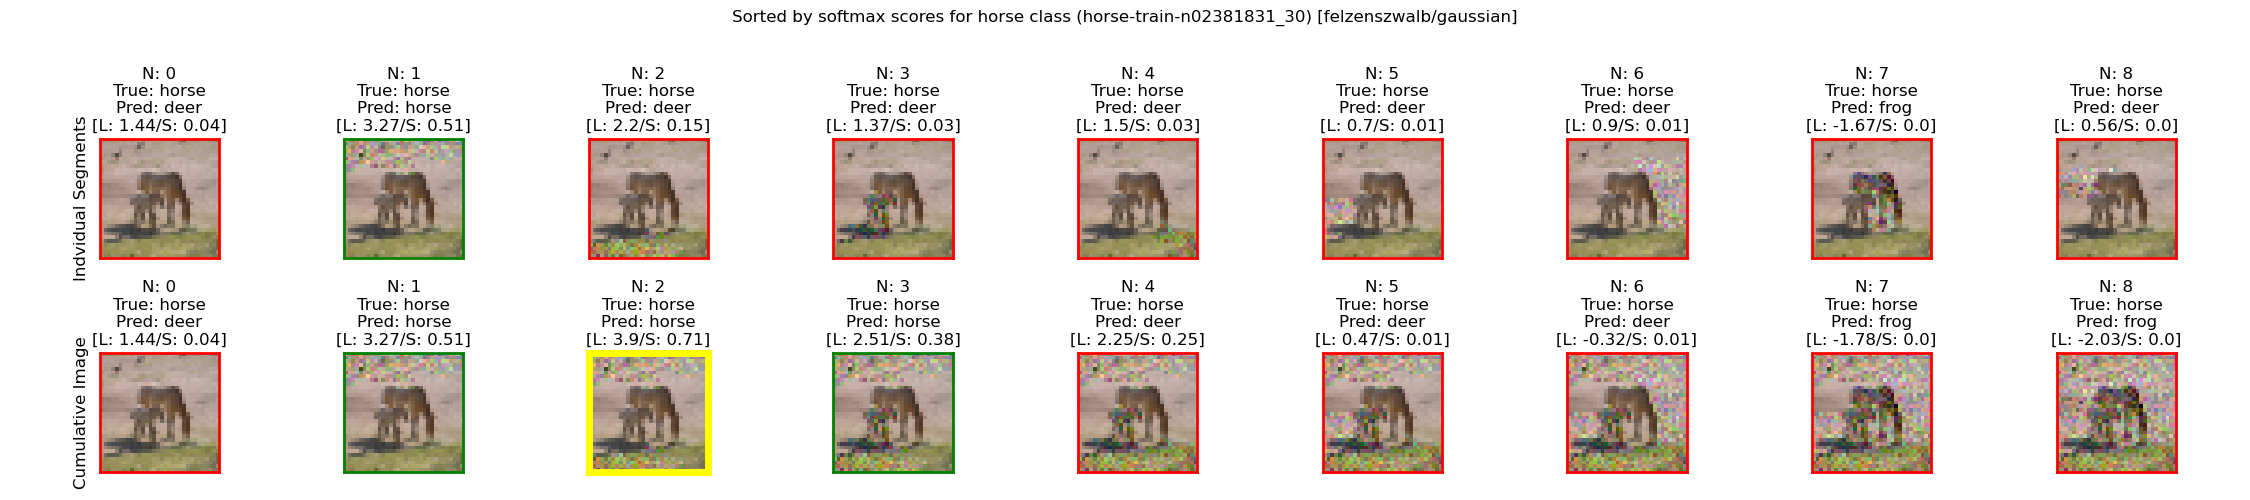 Sorted by softmax scores for horse class (horse-train-n02381831_30) [felzenszwalb/gaussian]
Indvidual Segments
N: 0
True: horse
Pred: deer
[L: 1.44/S: 0.04]
N: 1
True: horse
Pred: horse
[L: 3.27/S: 0.51]
N: 2
True: horse
Pred: deer
[L: 2.2/S: 0.15]
N: 3
True: horse
Pred: deer
[L: 1.37/S: 0.03]
N: 4
True: horse
Pred: deer
[L: 1.5/S: 0.03]
N: 5
True: horse
Pred: deer
[L: 0.7/S: 0.01]
N: 6
True: horse
Pred: deer
[L: 0.9/S: 0.01]
N: 7
True: horse
Pred: frog
[L: -1.67/S: 0.0]
N: 8
True: horse
Pred: deer
[L: 0.56/S: 0.0]
Cumulative Image
N: 0
True: horse
Pred: deer
[L: 1.44/S: 0.04]
N: 1
True: horse
Pred: horse
[L: 3.27/S: 0.51]
N: 2
True: horse
Pred: horse
[L: 3.9/S: 0.71]
N: 3
True: horse
Pred: horse
[L: 2.51/S: 0.38]
N: 4
True: horse
Pred: deer
[L: 2.25/S: 0.25]
N: 5
True: horse
Pred: deer
[L: 0.47/S: 0.01]
N: 6
True: horse
Pred: deer
[L: -0.32/S: 0.01]
N: 7
True: horse
Pred: frog
[L: -1.78/S: 0.0]
N: 8
True: horse
Pred: frog
[L: -2.03/S: 0.0]